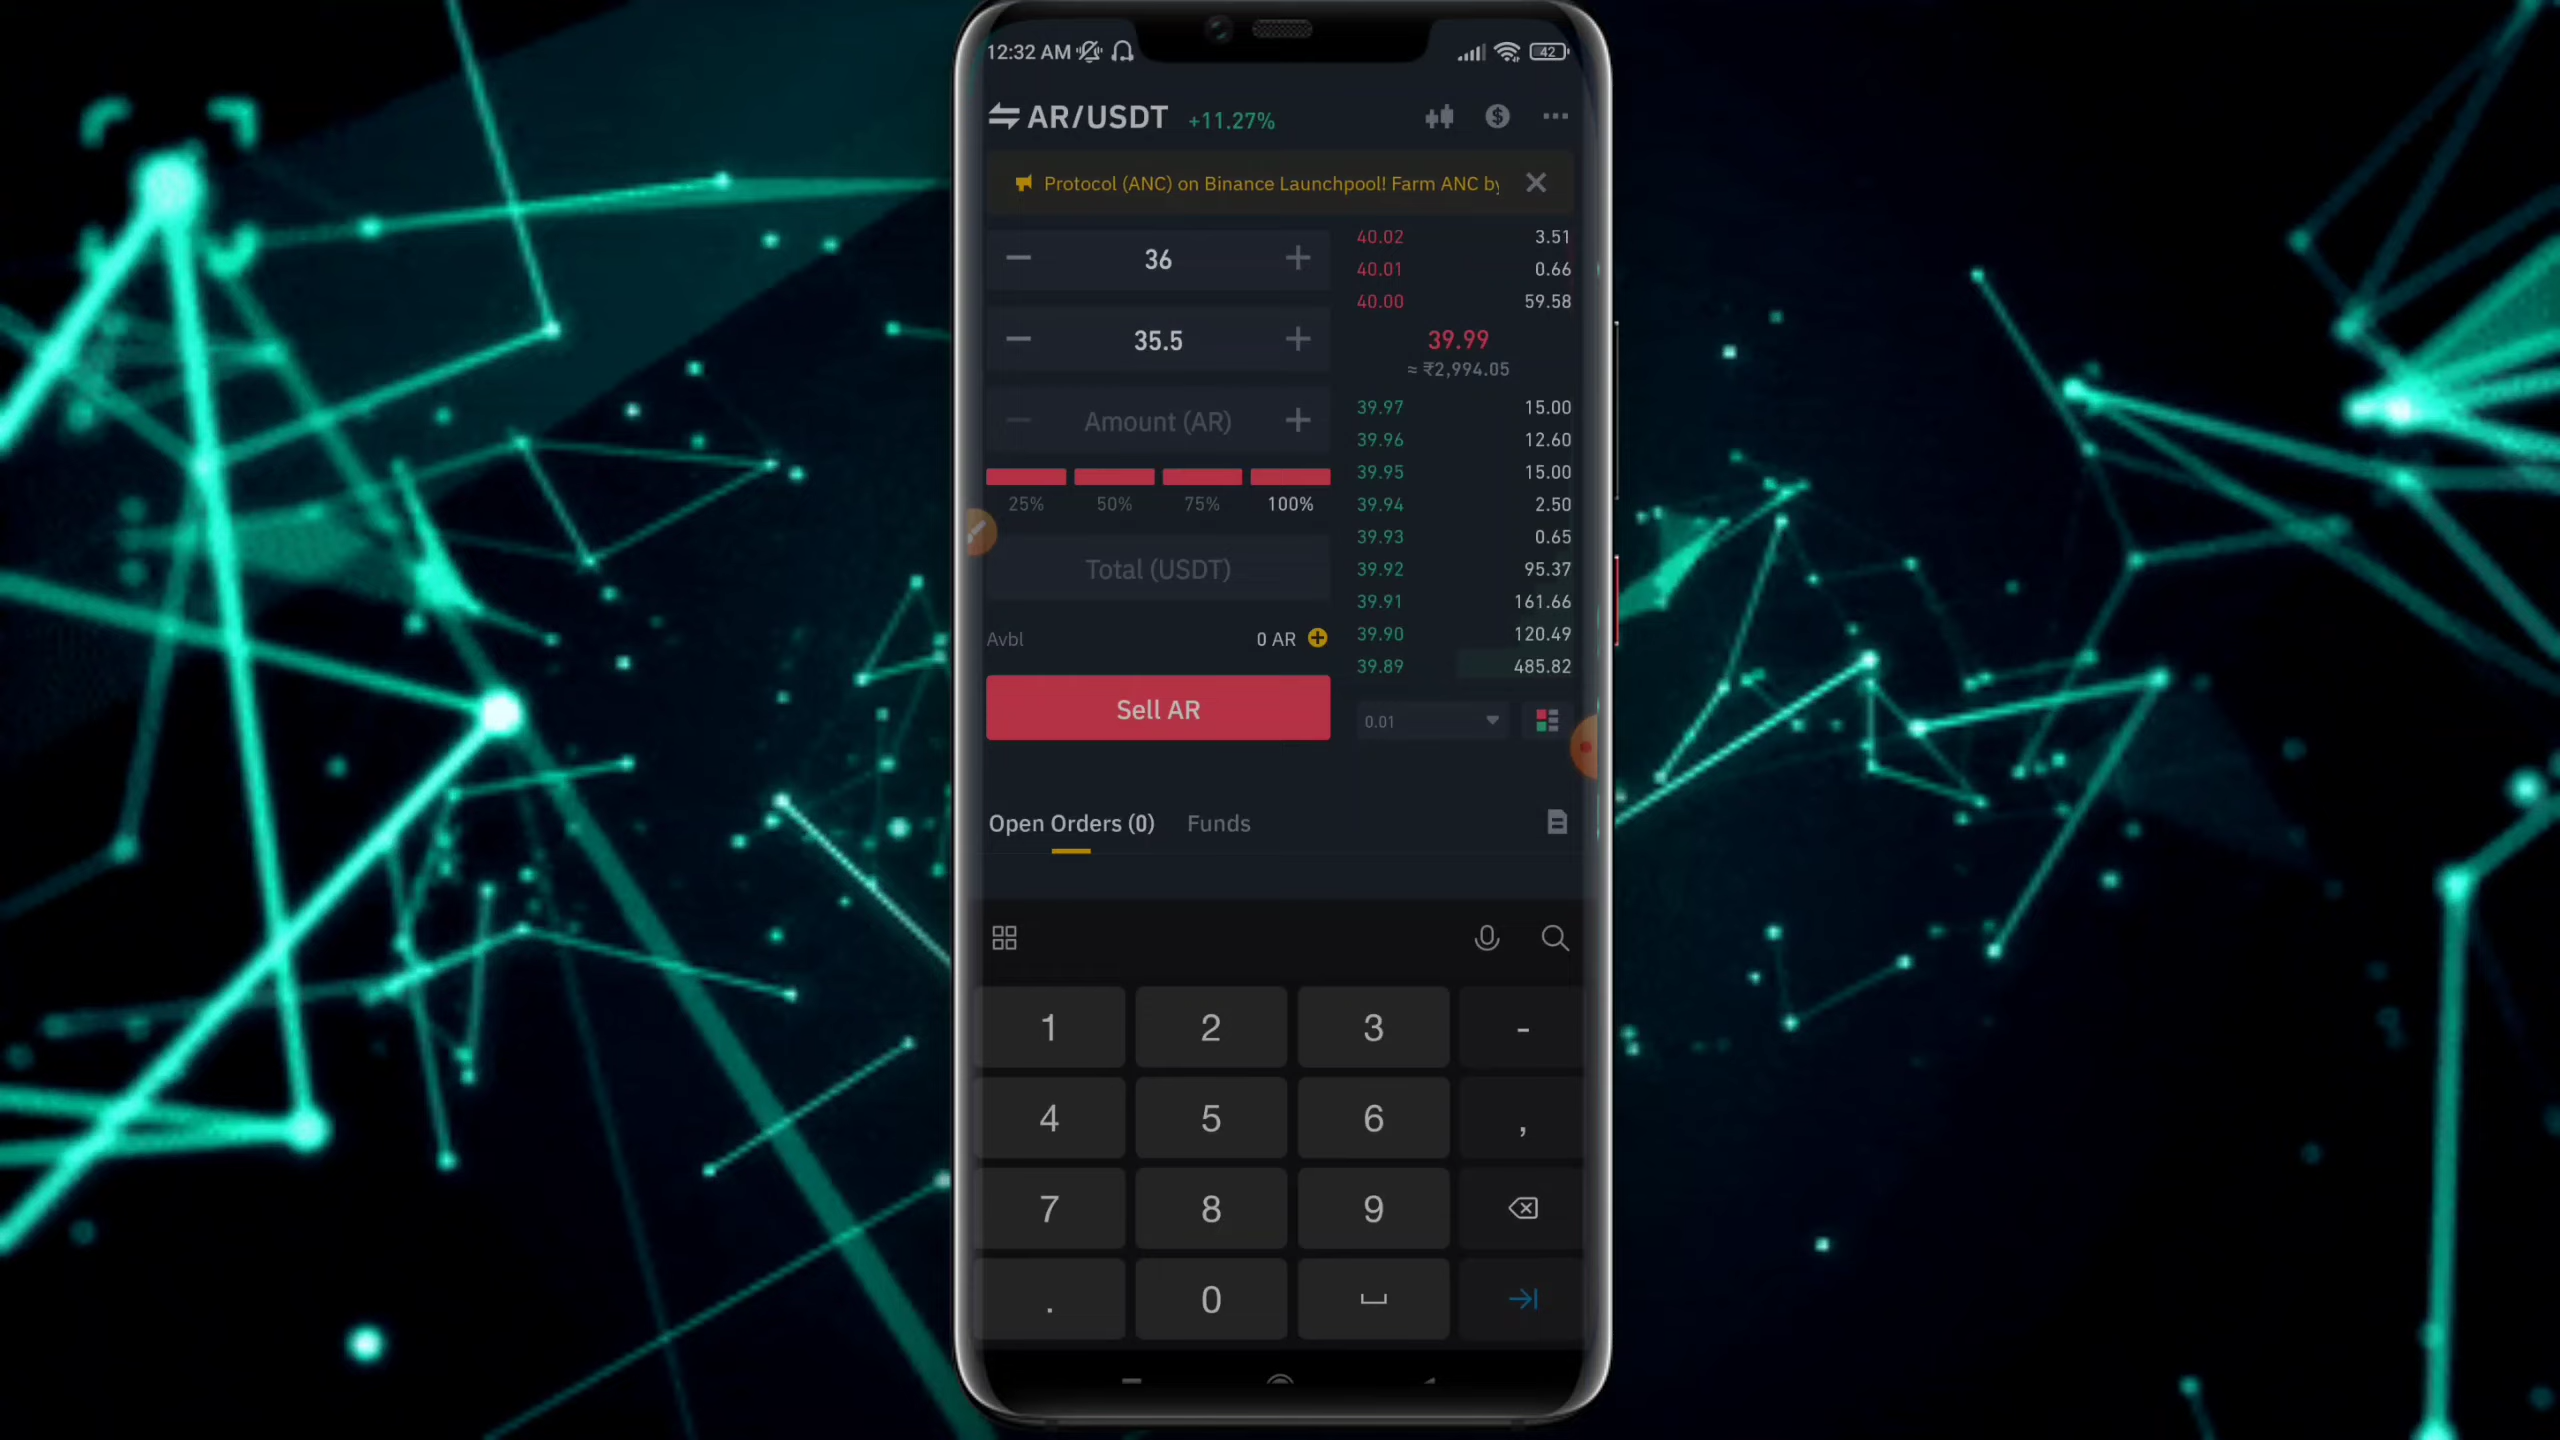 12:32 AM 42
AR/USDT +11.27%
Protocol (ANC) on Binance Launchpool! Farm ANC by
36
35.5
Amount (AR)
25% 50% 75% 100%
Total (USDT)
Avbl 0 AR
Sell AR
40.02 3.51
40.01 0.66
40.00 59.58
39.99
≈ ₹2,994.05
39.97 15.00
39.96 12.60
39.95 15.00
39.94 2.50
39.93 0.65
39.92 95.37
39.91 161.66
39.90 120.49
39.89 485.82
0.01
Open Orders (0) Funds
1 2 3 -
4 5 6 ,
7 8 9
. 0